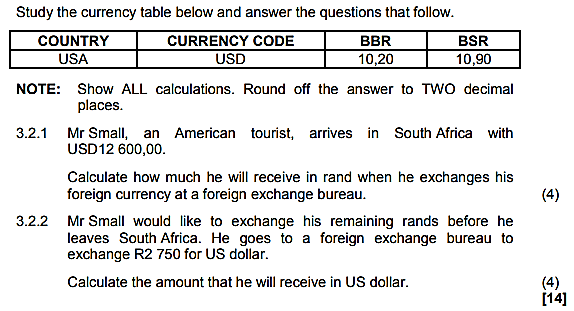 Study the currency table below and answer the questions that follow.
COUNTRY CURRENCY CODE BBR BSR
USA USD 10,20 10,90
NOTE: Show ALL calculations. Round off the answer to TWO decimal
places.
3.2.1 Mr Small, an American tourist, arrives in South Africa with
USD12 600,00.
Calculate how much he will receive in rand when he exchanges his
foreign currency at a foreign exchange bureau. (4)
3.2.2 Mr Small would like to exchange his remaining rands before he
leaves South Africa. He goes to a foreign exchange bureau to
exchange R2 750 for US dollar.
Calculate the amount that he will receive in US dollar. (4)
[14]